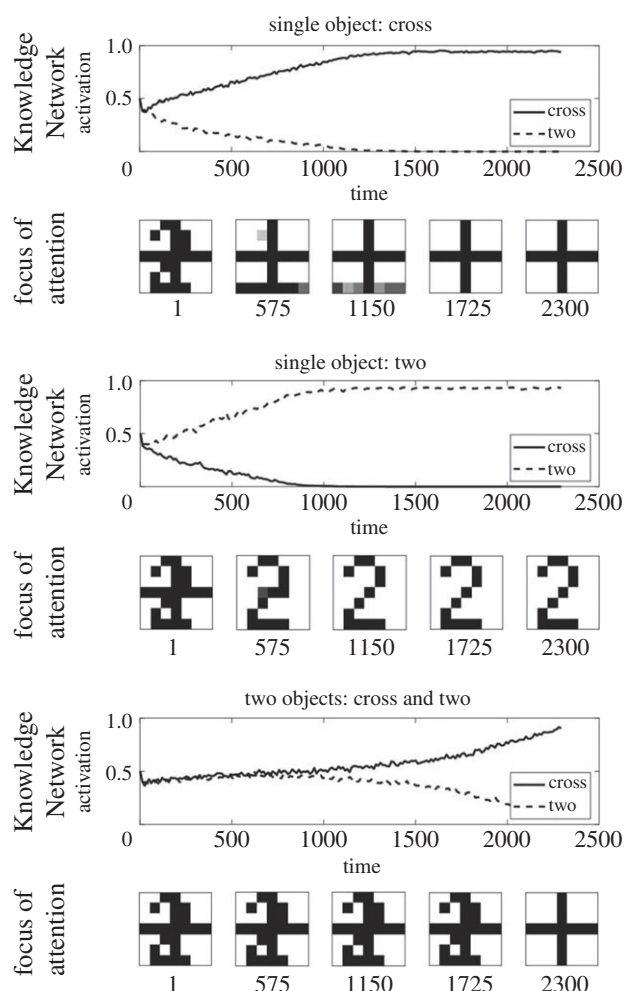 single object: cross
Knowledge
Network
activation
1.0
0.5
0
cross
two
500 1000 1500 2000 2500
time
focus of
attention
1 575 1150 1725 2300
single object: two
Knowledge
Network
activation
1.0
0.5
0
cross
two
500 1000 1500 2000 2500
time
focus of
attention
1 575 1150 1725 2300
two objects: cross and two
Knowledge
Network
activation
1.0
0.5
0
cross
two
500 1000 1500 2000 2500
time
focus of
attention
1 575 1150 1725 2300